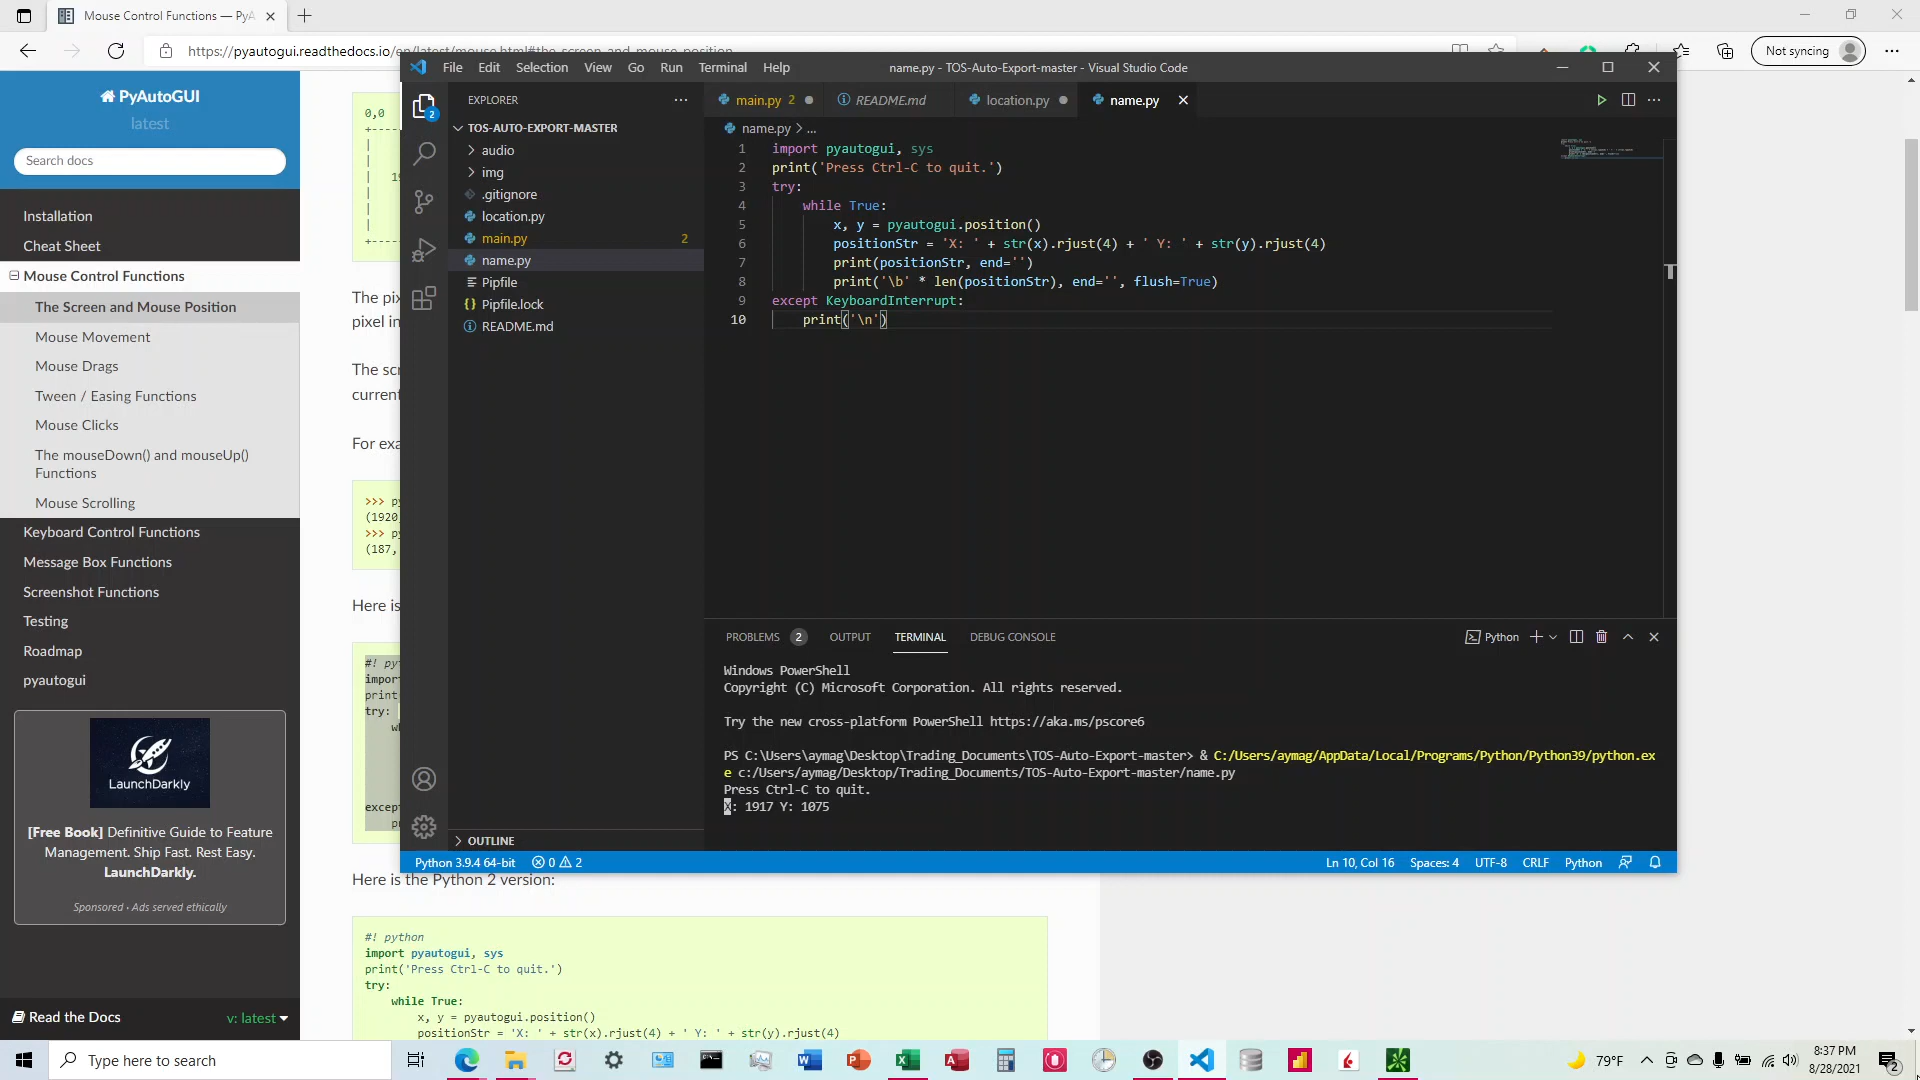 Mouse Control Functions — PyA
https://pyautogui.readthedocs.io/en/latest/mouse.html#the-screen-and-mouse-position
Not syncing
PyAutoGUI
latest
Search docs
Installation
Cheat Sheet
Mouse Control Functions
The Screen and Mouse Position
Mouse Movement
Mouse Drags
Tween / Easing Functions
Mouse Clicks
The mouseDown() and mouseUp()
Functions
Mouse Scrolling
Keyboard Control Functions
Message Box Functions
Screenshot Functions
Testing
Roadmap
pyautogui
LaunchDarkly
[Free Book] Definitive Guide to Feature
Management. Ship Fast. Rest Easy.
LaunchDarkly.
Sponsored · Ads served ethically
Read the Docs
v: latest
0,0
+----
19
+----
The pix
pixel in
The scr
current
For exa
>>> py
(1920
>>> py
(187,
Here is
#! pyt
import
print
try:
wh
except
pr
Here is the Python 2 version:
#! python
import pyautogui, sys
print('Press Ctrl-C to quit.')
try:
while True:
x, y = pyautogui.position()
positionStr = 'X: ' + str(x).rjust(4) + ' Y: ' + str(y).rjust(4)
File Edit Selection View Go Run Terminal Help
name.py - TOS-Auto-Export-master - Visual Studio Code
EXPLORER
TOS-AUTO-EXPORT-MASTER
audio
img
.gitignore
location.py
main.py 2
name.py
Pipfile
Pipfile.lock
README.md
OUTLINE
2
main.py 2
README.md
location.py
name.py
name.py > ...
1 import pyautogui, sys
2 print('Press Ctrl-C to quit.')
3 try:
4 while True:
5 x, y = pyautogui.position()
6 positionStr = 'X: ' + str(x).rjust(4) + ' Y: ' + str(y).rjust(4)
7 print(positionStr, end='')
8 print('\b' * len(positionStr), end='', flush=True)
9 except KeyboardInterrupt:
10 print('\n')
PROBLEMS 2 OUTPUT TERMINAL DEBUG CONSOLE
Python
Windows PowerShell
Copyright (C) Microsoft Corporation. All rights reserved.
Try the new cross-platform PowerShell https://aka.ms/pscore6
PS C:\Users\aymag\Desktop\Trading_Documents\TOS-Auto-Export-master> & C:/Users/aymag/AppData/Local/Programs/Python/Python39/python.ex
e c:/Users/aymag/Desktop/Trading_Documents/TOS-Auto-Export-master/name.py
Press Ctrl-C to quit.
X: 1917 Y: 1075
Python 3.9.4 64-bit 0 2
Ln 10, Col 16 Spaces: 4 UTF-8 CRLF Python
Type here to search
79°F
8:37 PM
8/28/2021
2